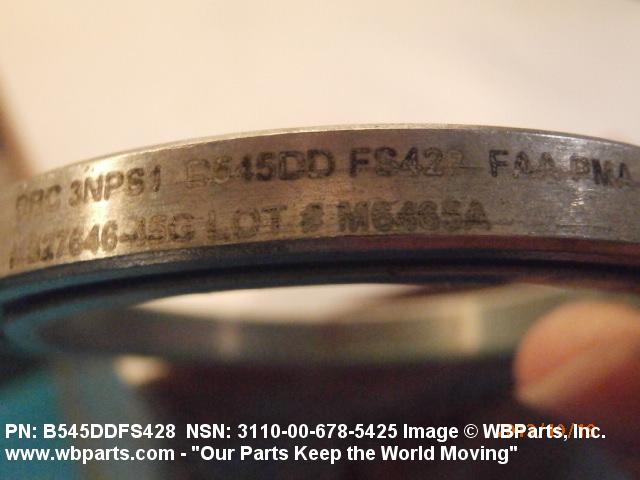 3NPS1 B545DD FS428 FAA-PMA
LOT # M6465A
PN: B545DDFS428 NSN: 3110-00-678-5425 Image © WBParts, Inc.
www.wbparts.com - "Our Parts Keep the World Moving"